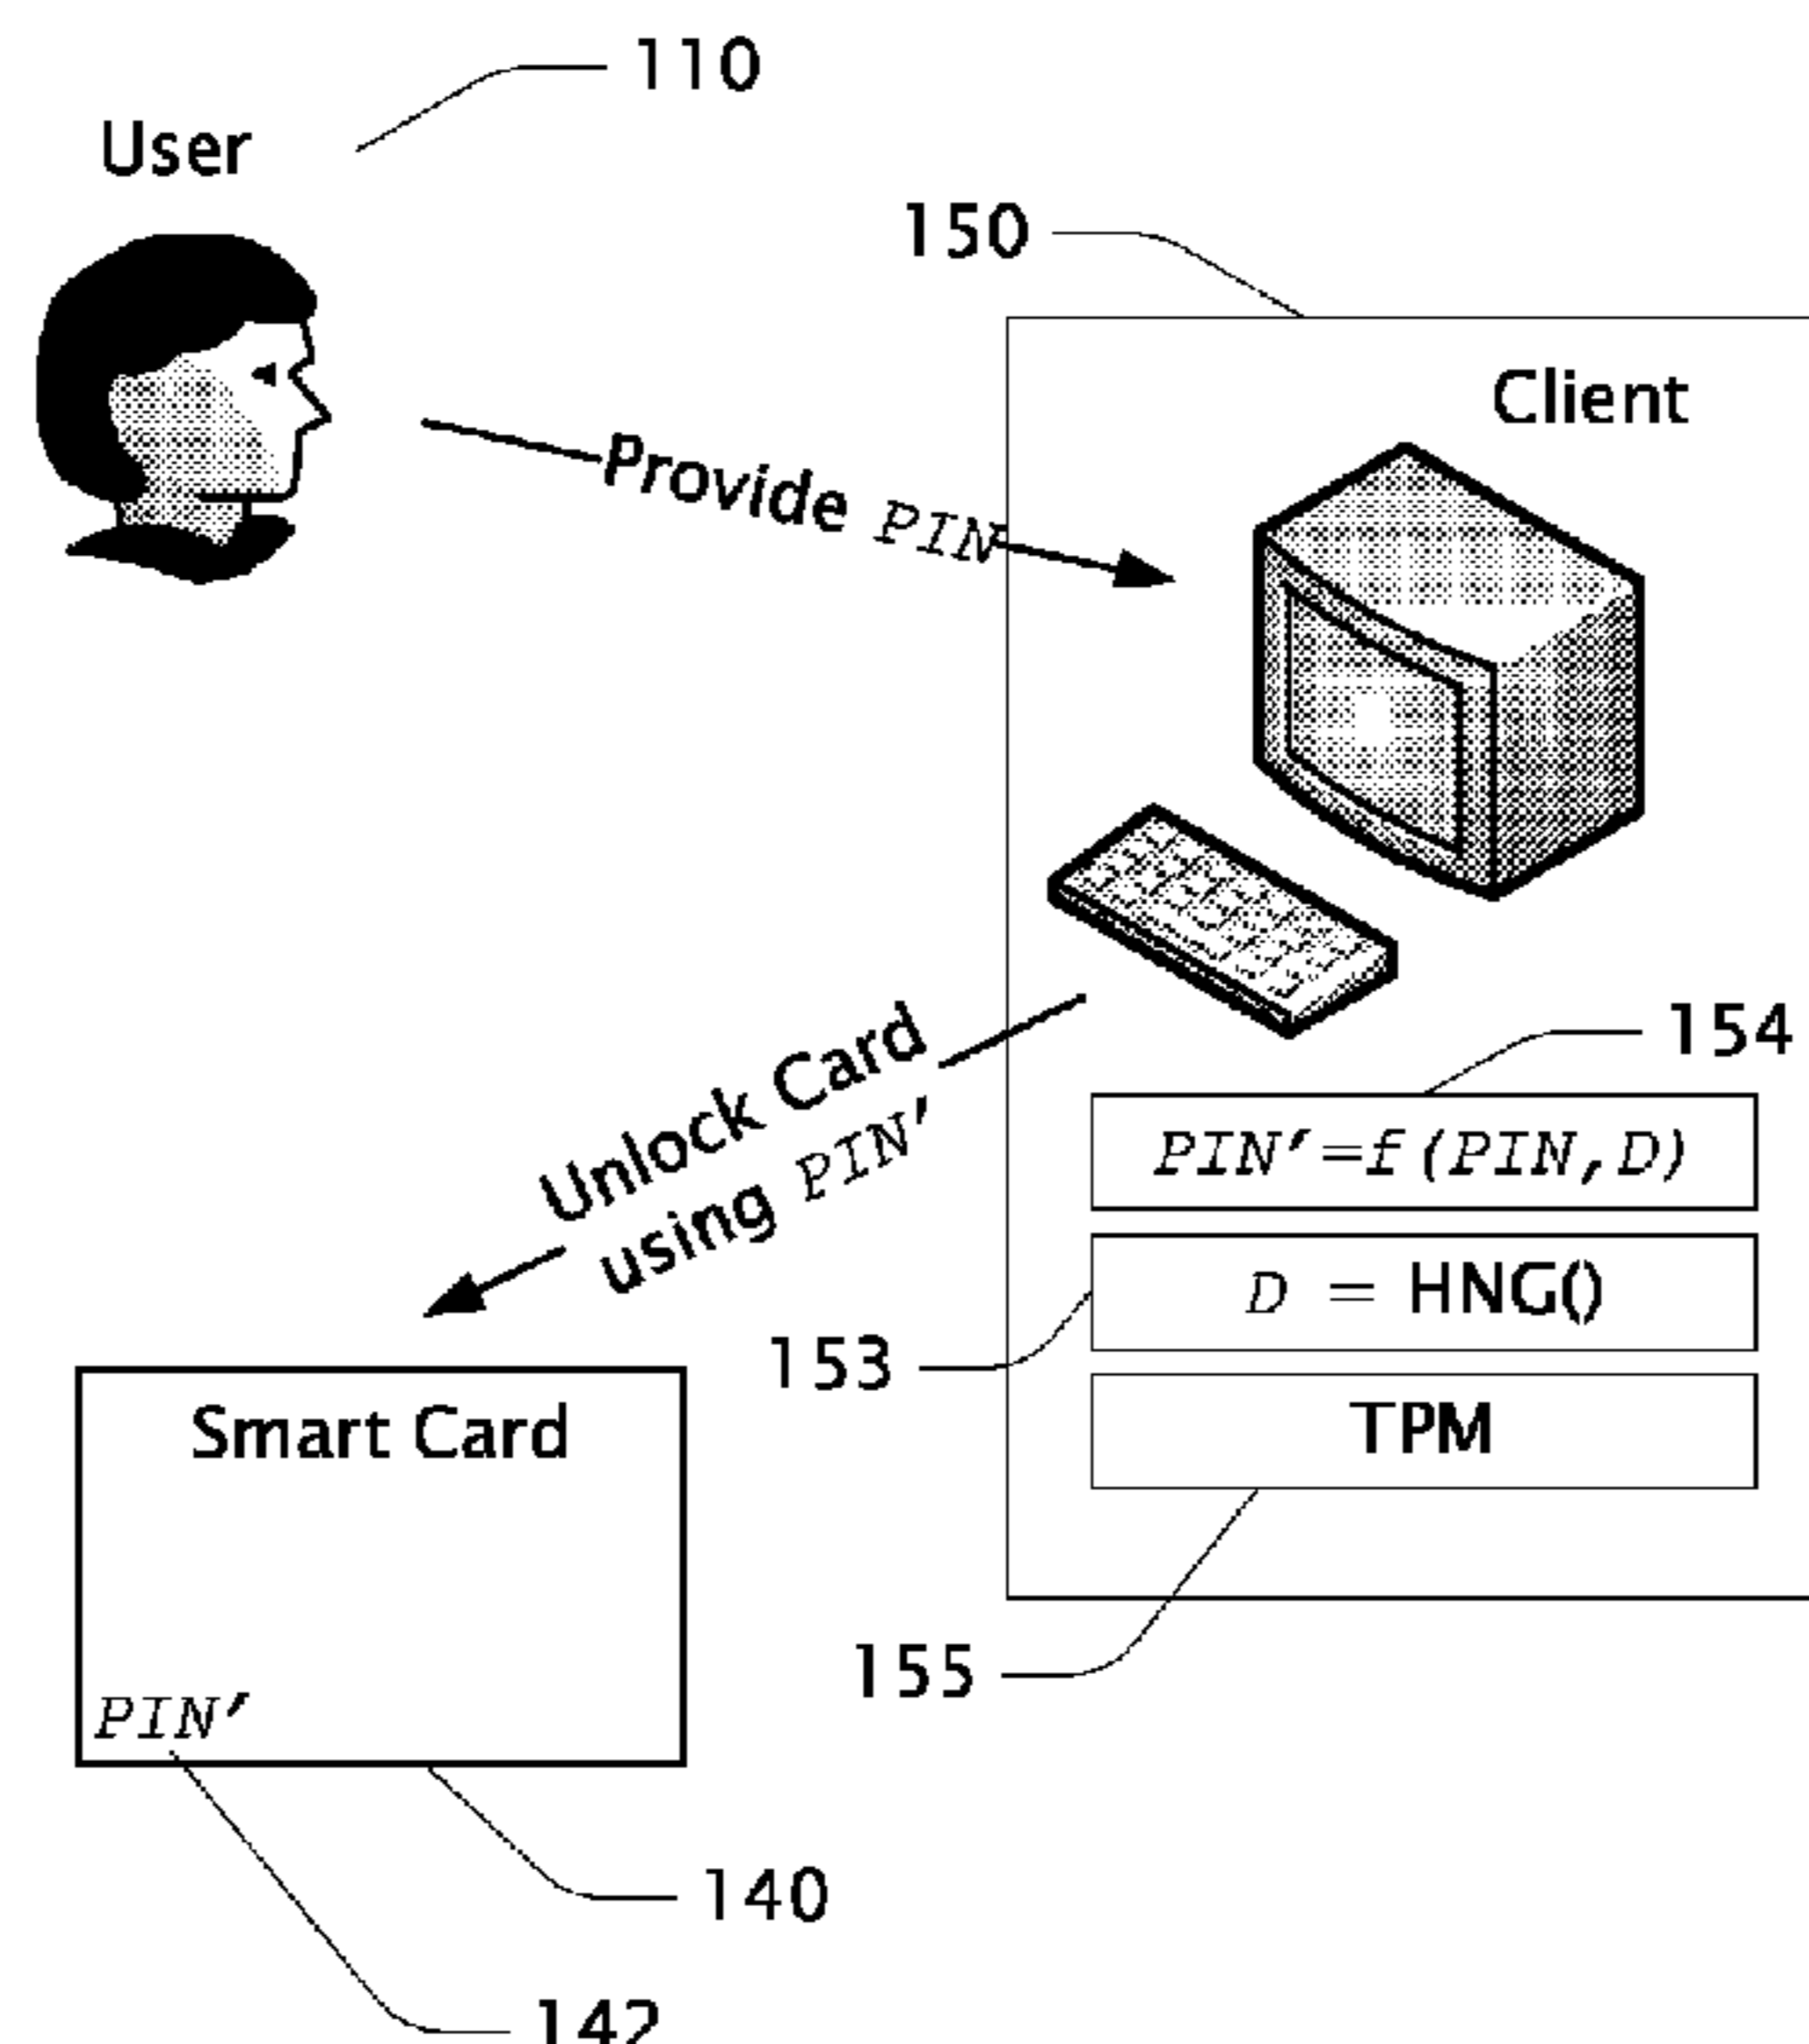 110
User
150
Client
Provide PIN
154
Unlock Card
using PIN'
PIN'=f(PIN,D)
D = HNG()
153
TPM
Smart Card
155
PIN'
140
142